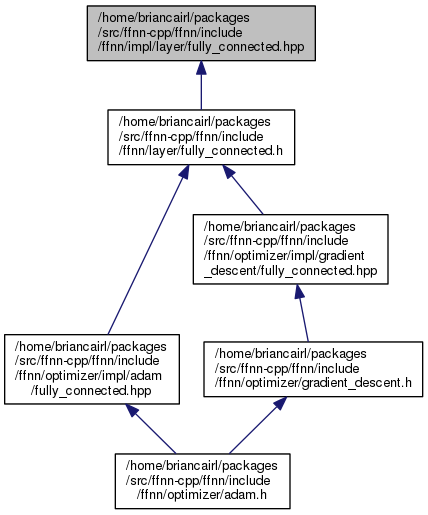 /home/briancairl/packages
/src/ffnn-cpp/ffnn/include
/ffnn/impl/layer/fully_connected.hpp
/home/briancairl/packages
/src/ffnn-cpp/ffnn/include
/ffnn/layer/fully_connected.h
/home/briancairl/packages
/src/ffnn-cpp/ffnn/include
/ffnn/optimizer/impl/gradient
_descent/fully_connected.hpp
/home/briancairl/packages
/src/ffnn-cpp/ffnn/include
/ffnn/optimizer/impl/adam
/fully_connected.hpp
/home/briancairl/packages
/src/ffnn-cpp/ffnn/include
/ffnn/optimizer/gradient_descent.h
/home/briancairl/packages
/src/ffnn-cpp/ffnn/include
/ffnn/optimizer/adam.h